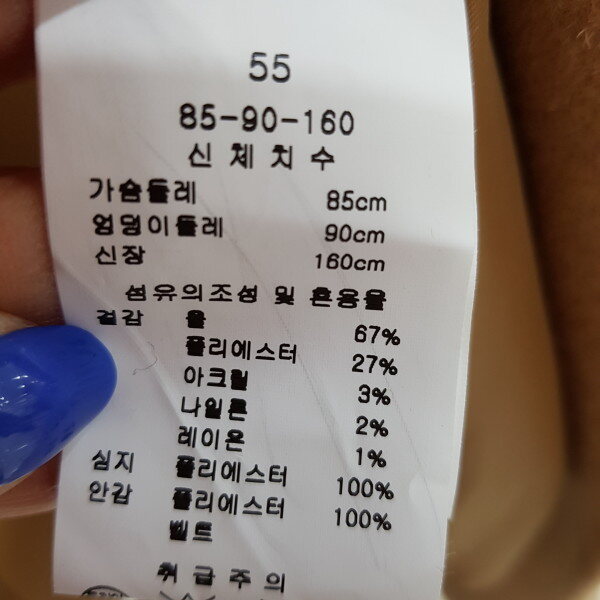 55
85-90-160
신체치수
가슴둘레 85cm
엉덩이둘레 90cm
신장 160cm
섬유의조성 및 혼용율
겉감 울 67%
폴리에스터 27%
아크릴 3%
나일론 2%
레이온 1%
심지 폴리에스터 100%
안감 폴리에스터 100%
벨트
취급주의